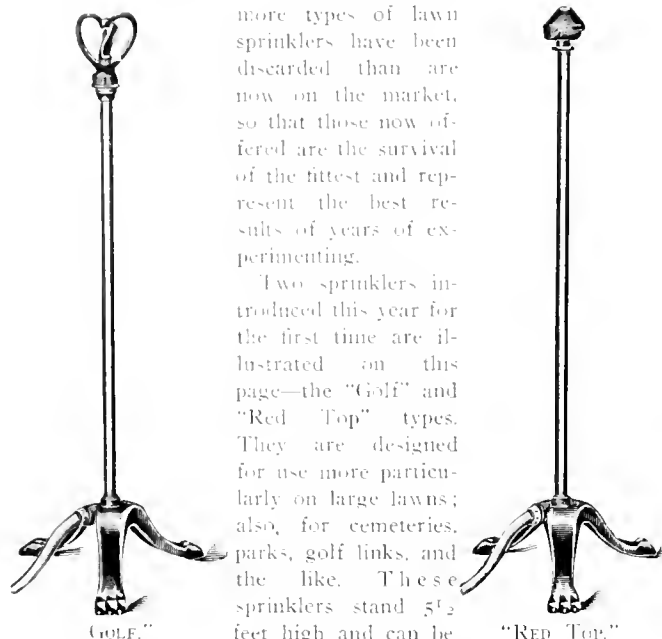 more types of lawn
sprinklers have been
discarded than are
now on the market,
so that those now of-
fered are the survival
of the fittest and rep-
resent the best re-
sults of years of ex-
perimenting.
Two sprinklers in-
troduced this year for
the first time are il-
lustrated on this
page—the "Golf" and
"Red Top" types.
They are designed
for use more particu-
larly on large lawns;
also, for cemeteries,
parks, golf links, and
the like. These
sprinklers stand 5½
feet high and can be
GOLF."
"RED TOP."